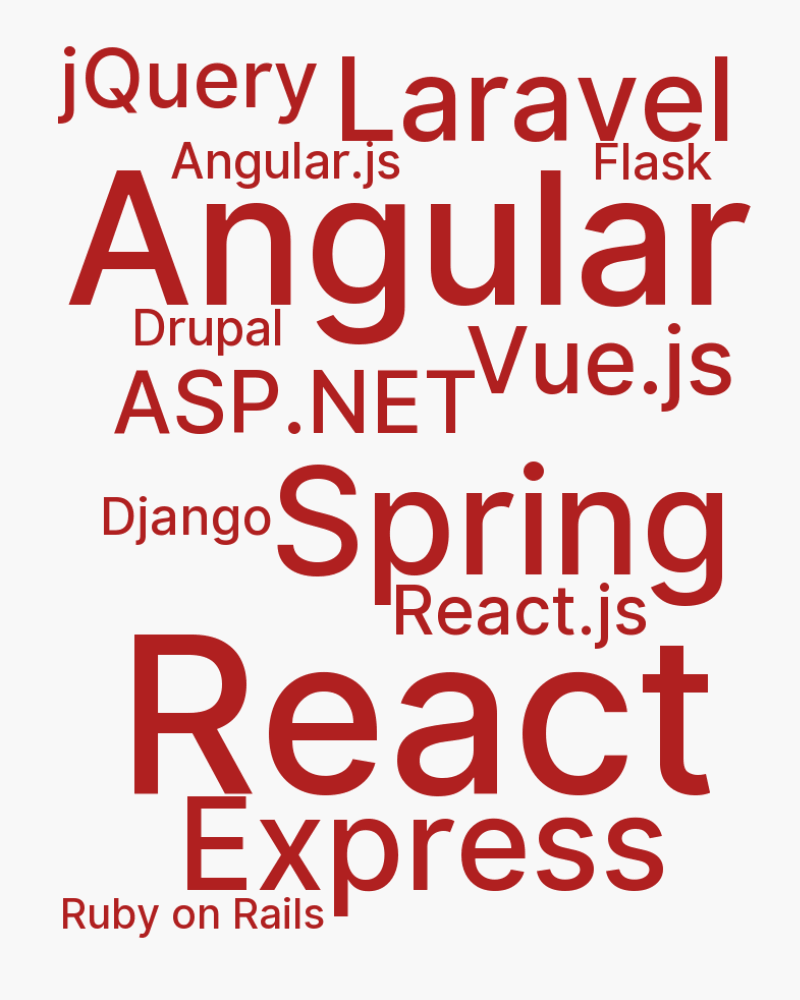 jQuery
Laravel
Angular.js
Flask
Angular
Drupal
Vue.js
ASP.NET
Spring
Django
React.js
React
Express
Ruby on Rails